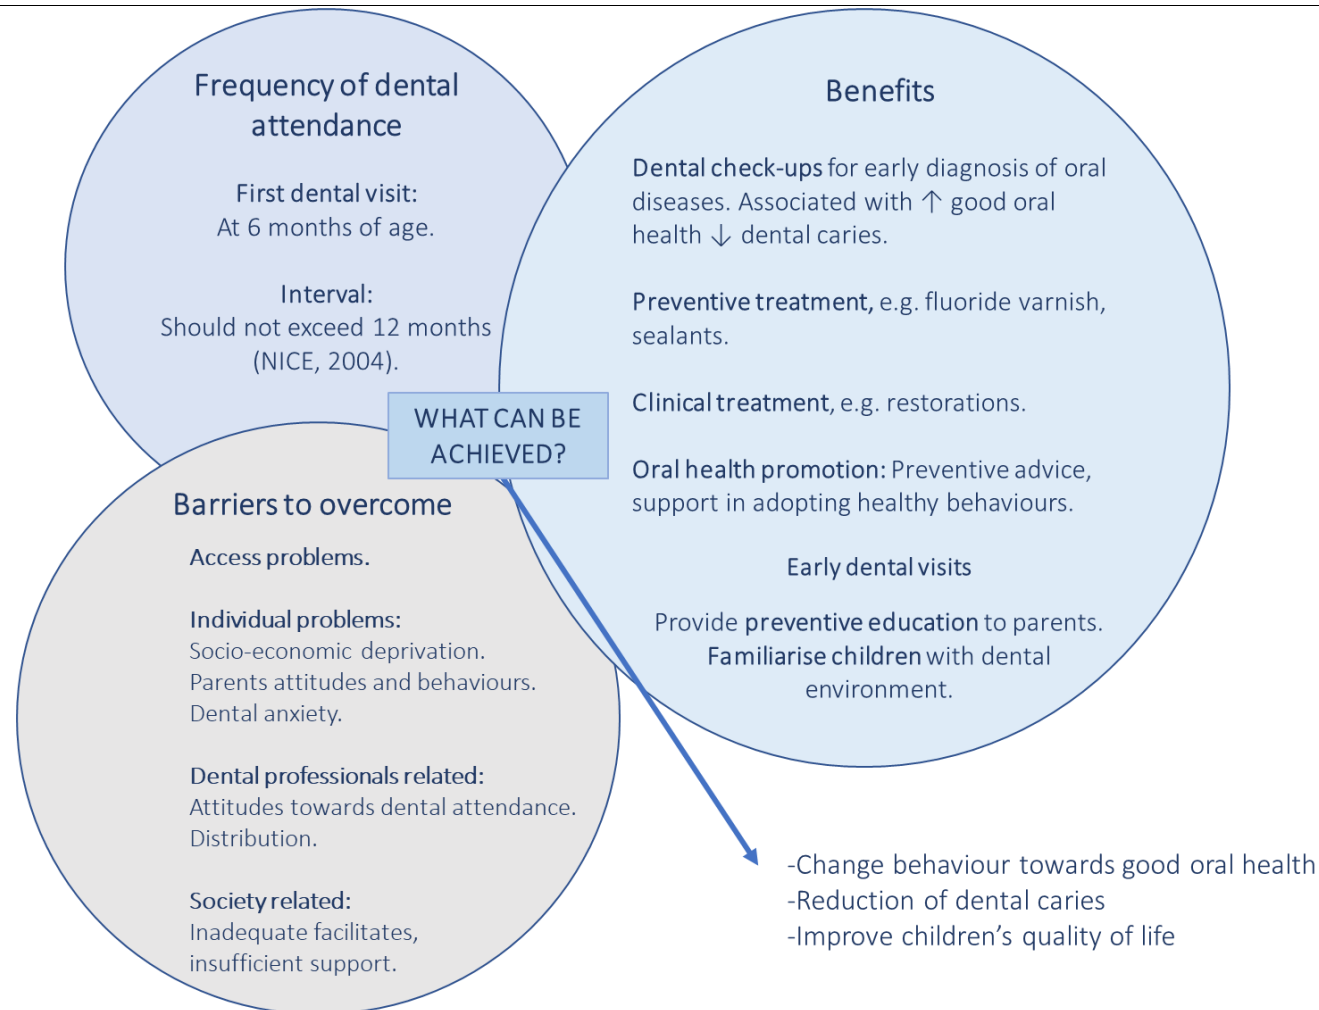 Frequency of dental
attendance
First dental visit:
At 6 months of age.
Interval:
Should not exceed 12 months
(NICE, 2004).
Benefits
Dental check-ups for early diagnosis of oral
diseases. Associated with ↑ good oral
health ↓ dental caries.
Preventive treatment, e.g. fluoride varnish,
sealants.
Clinical treatment, e.g. restorations.
Oral health promotion: Preventive advice,
support in adopting healthy behaviours.
Early dental visits
Provide preventive education to parents.
Familiarise children with dental
environment.
WHAT CAN BE
ACHIEVED?
Barriers to overcome
Access problems.
Individual problems:
Socio-economic deprivation.
Parents attitudes and behaviours.
Dental anxiety.
Dental professionals related:
Attitudes towards dental attendance.
Distribution.
Society related:
Inadequate facilitates,
insufficient support.
-Change behaviour towards good oral health
-Reduction of dental caries
-Improve children’s quality of life